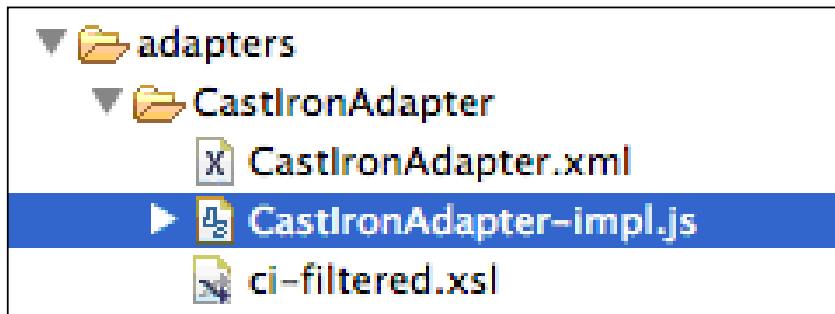 adapters
CastIronAdapter
CastIronAdapter.xml
CastIronAdapter-impl.js
ci-filtered.xsl